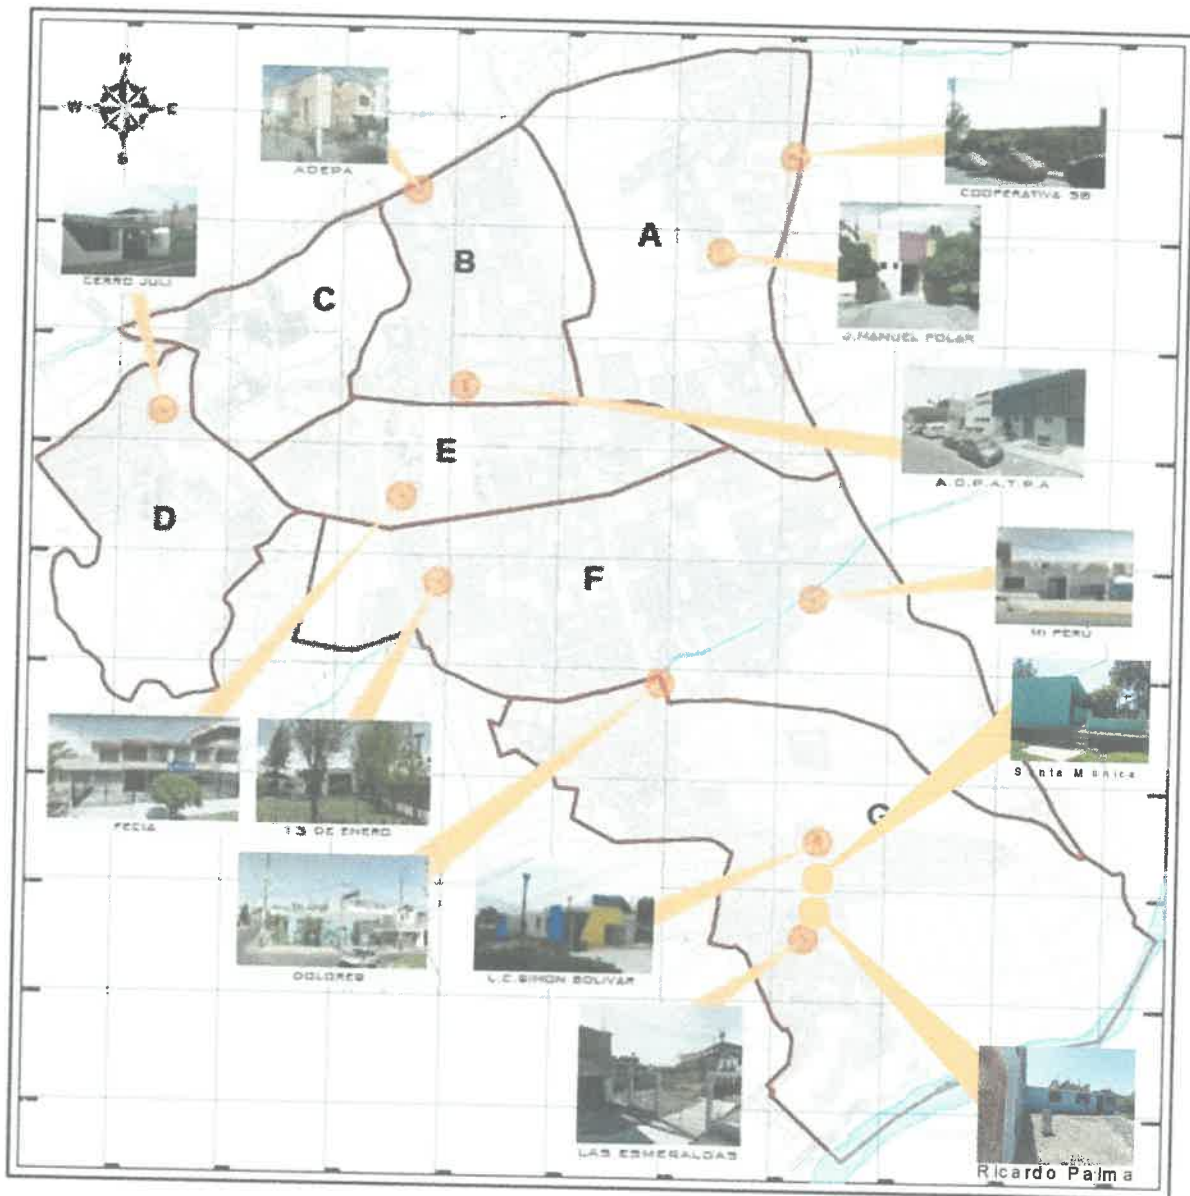 N
W E
S
ADEPA
COOPERATIVA 58
CERRO JULI
A
B
C
J.MANUEL POLAR
A.D.P.A.T.P.A
E
D
F
MI PERÚ
Santa Monica
G
FECIA
13 DE ENERO
DOLORES
L.C.SIMON BOLIVAR
LAS ESMERALDAS
Ricardo Palma